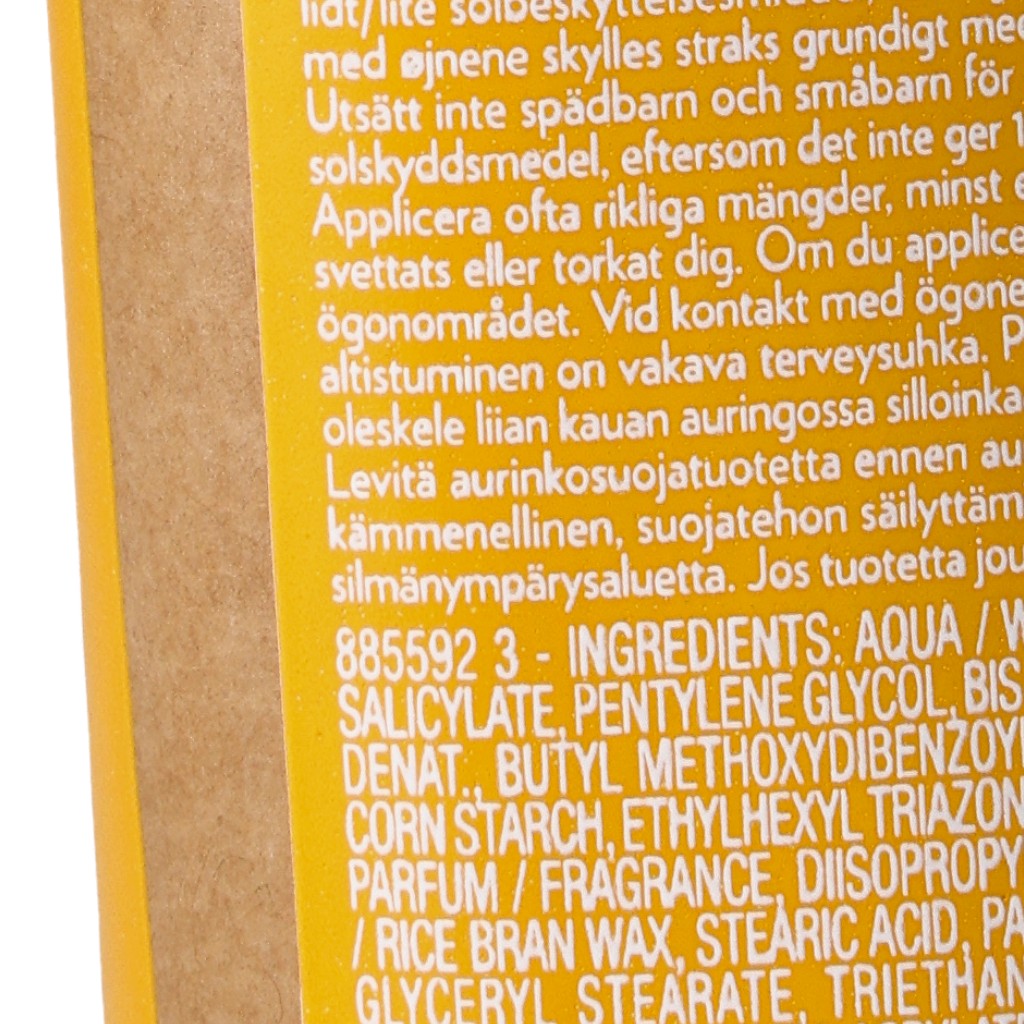 lidt/lite
med øjnene skylles straks grundigt
Utsätt inte spädbarn och småbarn för
solskyddsmedel, eftersom det inte ger
Applicera ofta rikliga mängder, minst
svettats eller torkat dig. Om du applice
ögonområdet. Vid kontakt med ögone
altistuminen on vakava terveysuhka. P
oleskele liian kauan auringossa silloinka
Levitä aurinkosuojatuotetta ennen au
kämmenellinen, suojatehon säilyttäm
silmänympärysaluetta. Jos tuotetta jou
885592 3 - INGREDIENTS: AQUA / W
SALICYLATE, PENTYLENE GLYCOL, BIS
DENAT., BUTYL METHOXYDIBENZOY
CORN STARCH, ETHYLHEXYL TRIAZON
PARFUM / FRAGRANCE, DIISOPROPY
/ RICE BRAN WAX, STEARIC ACID, PA
GLYCERYL STEARATE, TRIETHAN